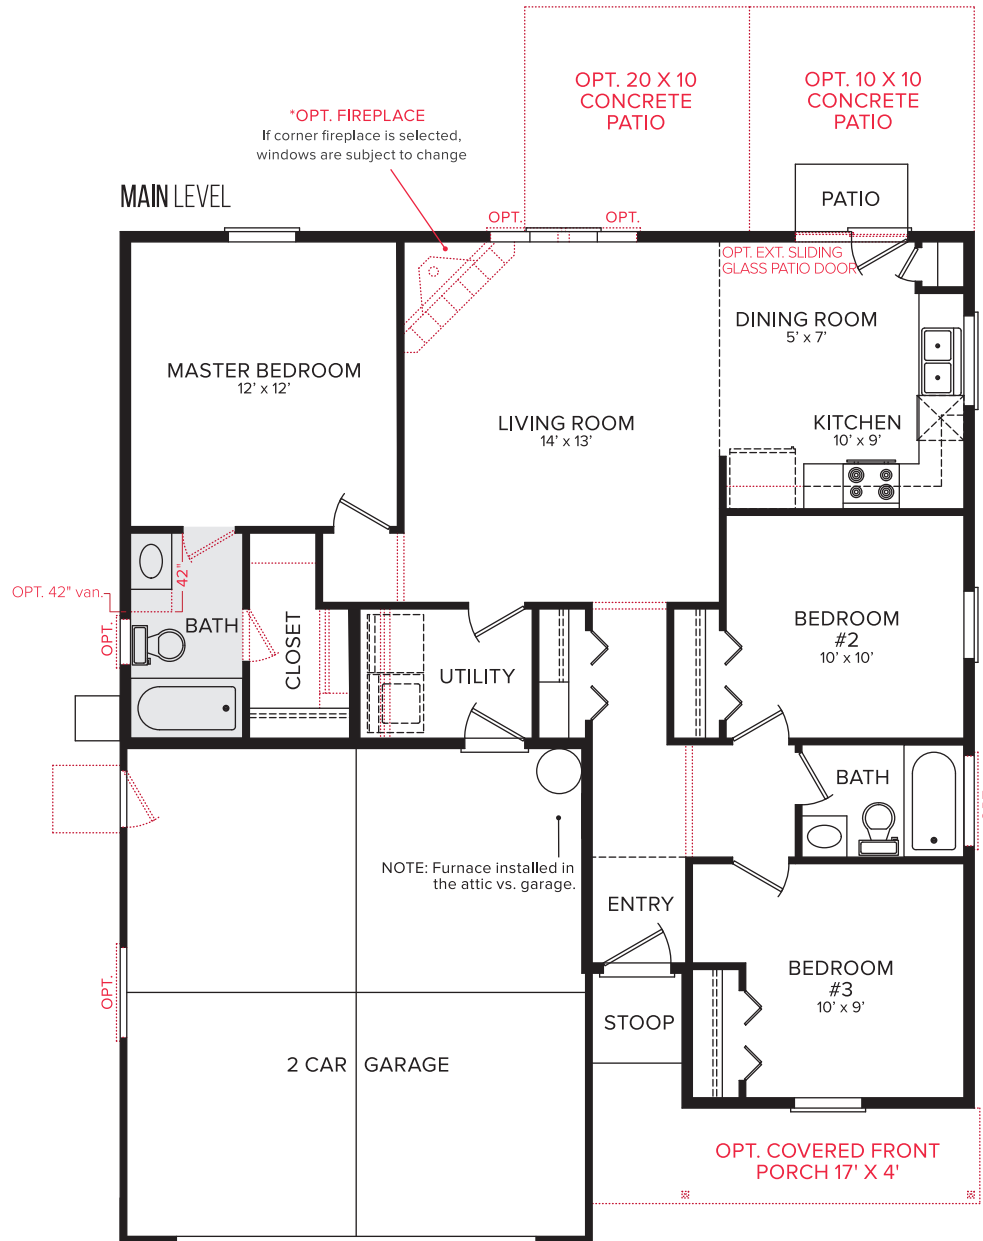 OPT. 20 X 10
CONCRETE
PATIO
OPT. 10 X 10
CONCRETE
PATIO
*OPT. FIREPLACE
If corner fireplace is selected,
windows are subject to change
MAIN LEVEL
PATIO
OPT.
OPT.
OPT. EXT. SLIDING
GLASS PATIO DOOR
DINING ROOM
5' x 7'
MASTER BEDROOM
12' x 12'
LIVING ROOM
14' x 13'
KITCHEN
10' x 9'
42"
OPT. 42" van.
OPT.
BATH
CLOSET
UTILITY
BEDROOM
#2
10' x 10'
BATH
NOTE: Furnace installed in
the attic vs. garage.
ENTRY
BEDROOM
#3
10' x 9'
OPT.
STOOP
2 CAR GARAGE
OPT. COVERED FRONT
PORCH 17' X 4'